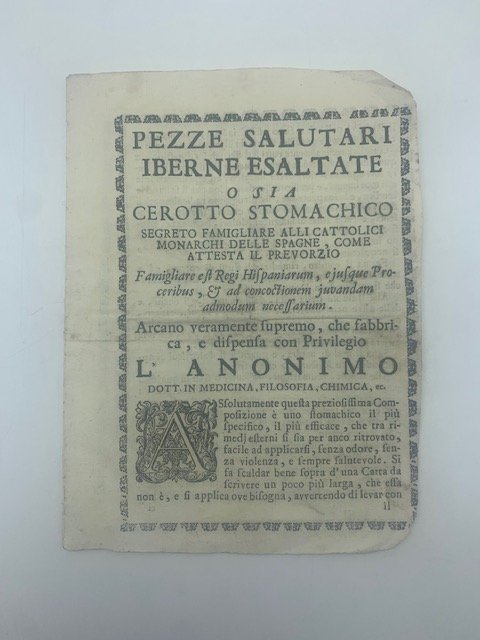 PEZZE SALUTARI
IBERNE ESALTATE
O SIA
CEROTTO STOMACHICO
SEGRETO FAMIGLIARE ALLI CATTOLICI
MONARCHI DELLE SPAGNE, COME
ATTESTA IL PREVORZIO
Famigliare eſt Regi Hiſpaniarum, ejuſque Pro-
ceribus, & ad concoctionem juvandam
admodum neceſſarium.
Arcano veramente ſupremo, che fabbri-
ca, e diſpenſa con Privilegio
L' ANONIMO
DOTT. IN MEDICINA, FILOSOFIA, CHIMICA, ec.
ASſolutamente queſta prezioſiſſima Com-
poſizione è uno ſtomachico il più
ſpecifico, il più efficace, che tra ri-
medj eſterni ſi ſia per anco ritrovato,
facile ad applicarſi, ſenza odore, ſen-
za violenza, e ſempre ſalutevole. Si
fà ſcaldar bene ſopra d' una Carta da
ſcrivere un poco più larga, che eſſa
non è, e ſi applica ove biſogna, avvertendo di levar con
il